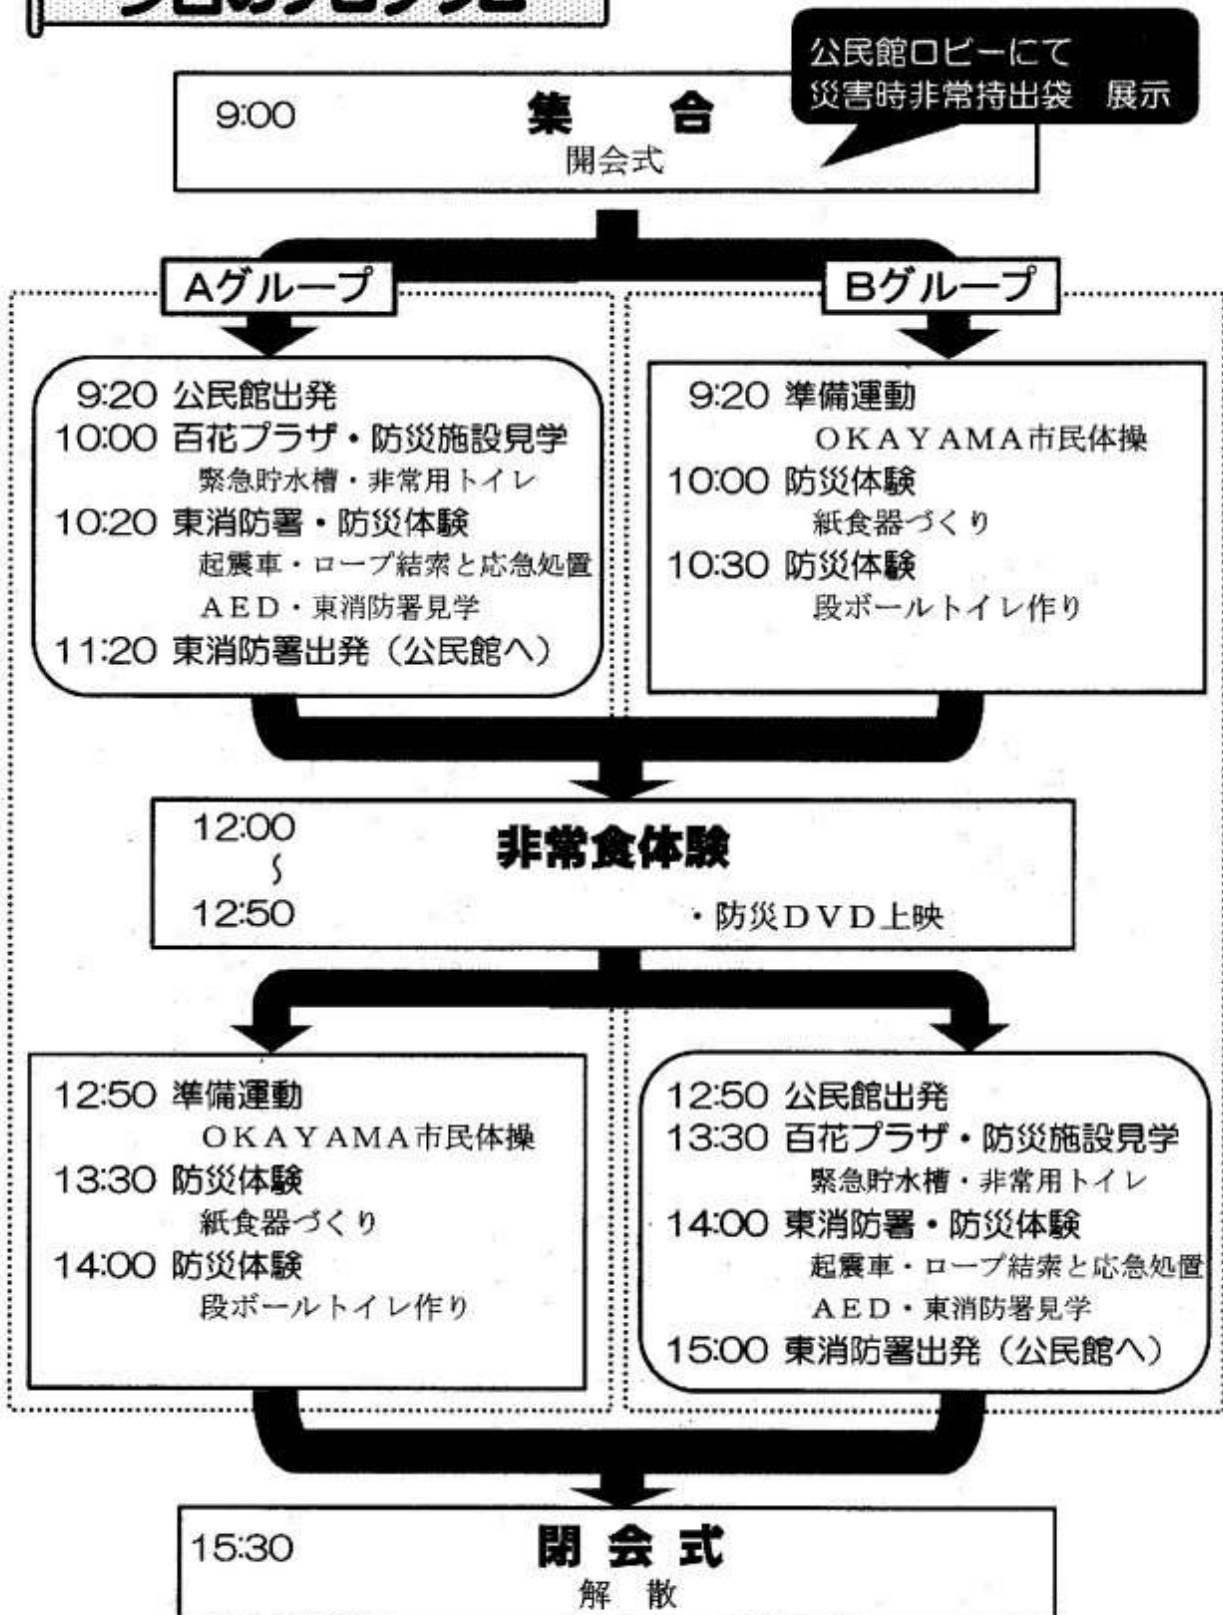 公民館ロビーにて
災害時非常持出袋 展示
9:00 集 合
開会式
Aグループ
9:20 公民館出発
10:00 百花プラザ・防災施設見学
緊急貯水槽・非常用トイレ
10:20 東消防署・防災体験
起震車・ロープ結索と応急処置
AED・東消防署見学
11:20 東消防署出発（公民館へ）
Bグループ
9:20 準備運動
OKAYAMA市民体操
10:00 防災体験
紙食器づくり
10:30 防災体験
段ボールトイレ作り
12:00
~
12:50
非常食体験
・防災DVD上映
12:50 準備運動
OKAYAMA市民体操
13:30 防災体験
紙食器づくり
14:00 防災体験
段ボールトイレ作り
12:50 公民館出発
13:30 百花プラザ・防災施設見学
緊急貯水槽・非常用トイレ
14:00 東消防署・防災体験
起震車・ロープ結索と応急処置
AED・東消防署見学
15:00 東消防署出発（公民館へ）
15:30 閉会式
解 散